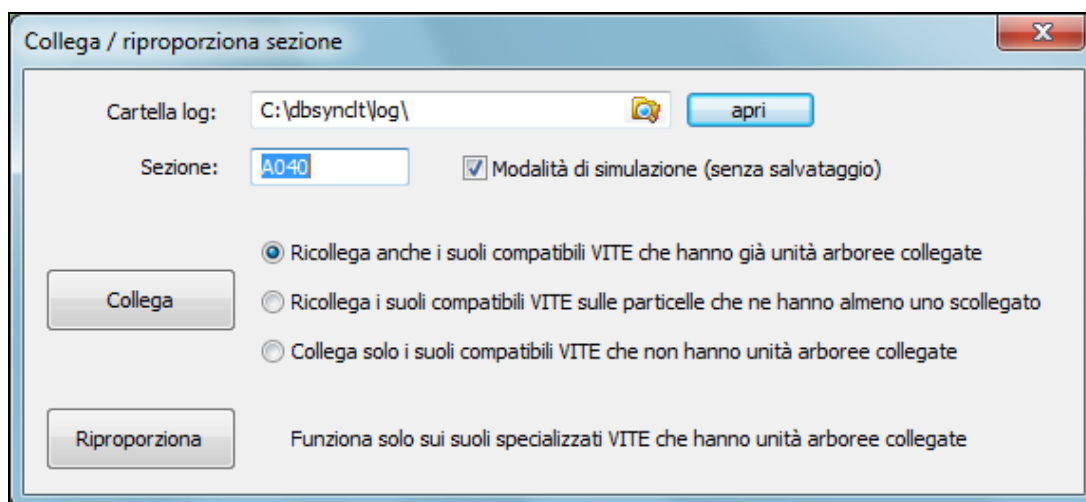 Collega / riproporziona sezione
Cartella log: C:\dbsynclt\log\ apri
Sezione: A040 Modalità di simulazione (senza salvataggio)
Ricollega anche i suoli compatibili VITE che hanno già unità arboree collegate
Collega Ricollega i suoli compatibili VITE sulle particelle che ne hanno almeno uno scollegato
Collega solo i suoli compatibili VITE che non hanno unità arboree collegate
Riproporziona Funziona solo sui suoli specializzati VITE che hanno unità arboree collegate